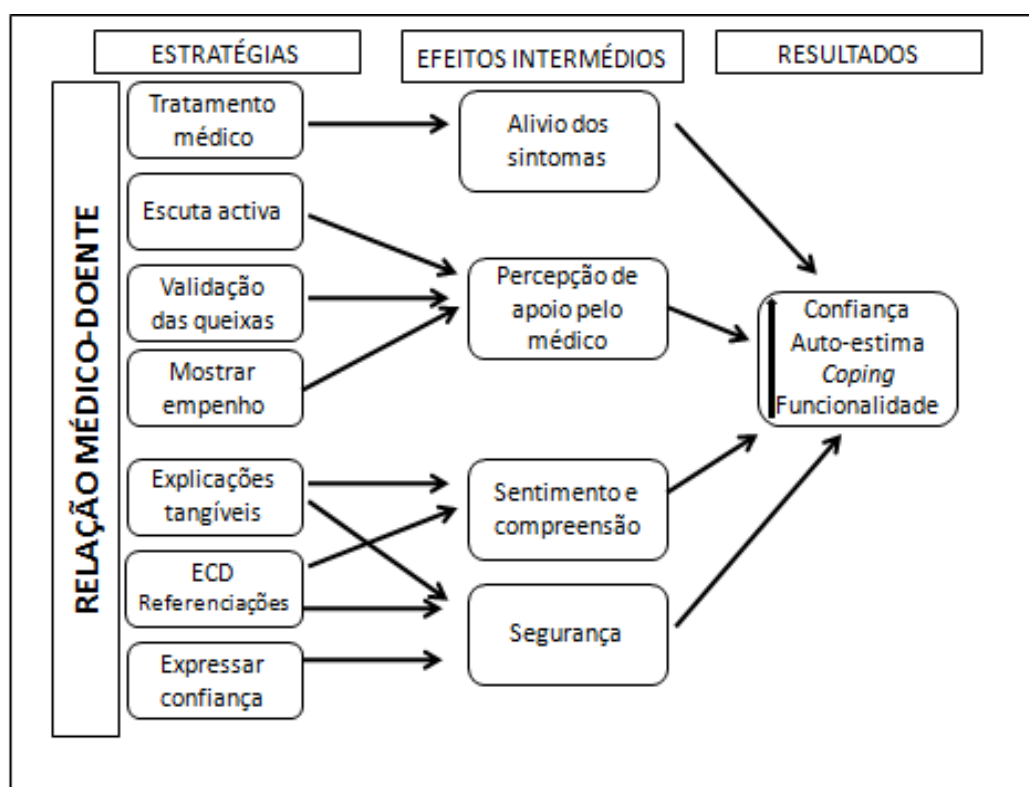 ESTRATÉGIAS
EFEITOS INTERMÉDIOS
RESULTADOS
RELAÇÃO MÉDICO-DOENTE
Tratamento
médico
Escuta activa
Validação
das queixas
Mostrar
empenho
Explicações
tangíveis
ECD
Referenciações
Expressar
confiança
Alivio dos
sintomas
Percepção de
apoio pelo
médico
Sentimento e
compreensão
Segurança
Confiança
Auto-estima
Coping
Funcionalidade